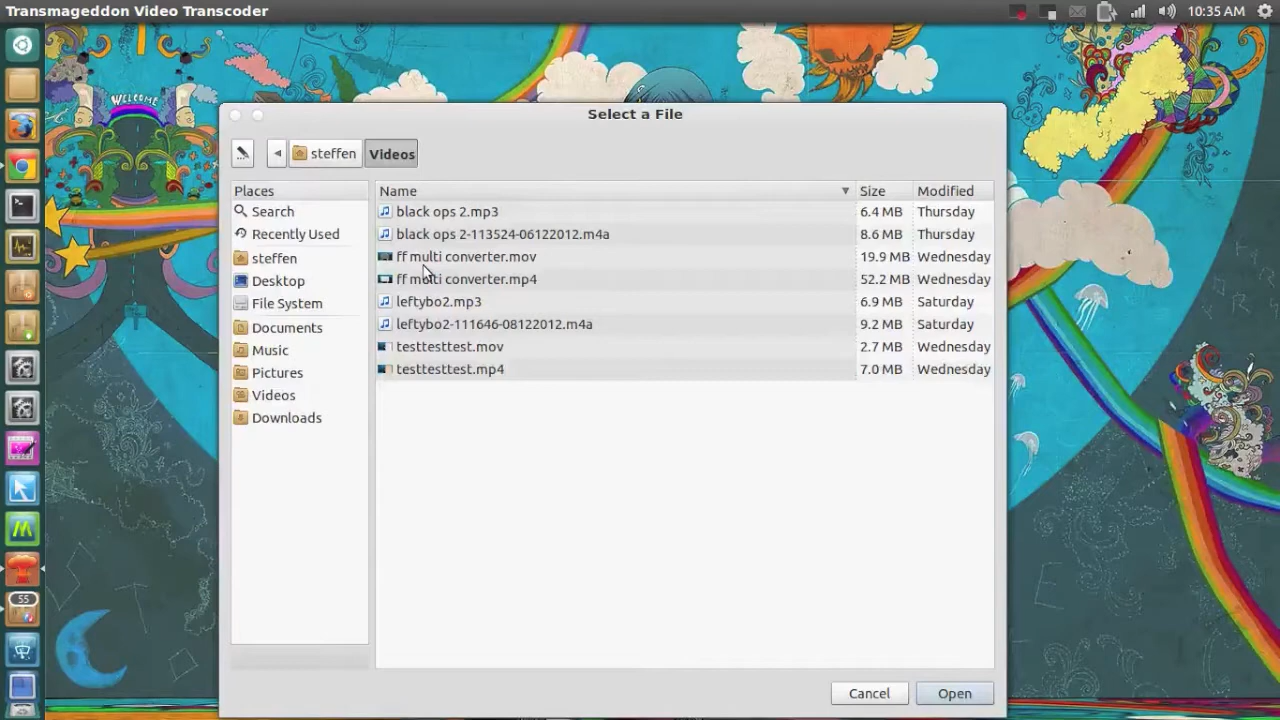 Transmageddon Video Transcoder 10:35 AM
WELCOME
Select a File
steffen Videos
Places Name Size Modified
Search black ops 2.mp3 6.4 MB Thursday
Recently Used black ops 2-113524-06122012.m4a 8.6 MB Thursday
steffen ff multi converter.mov 19.9 MB Wednesday
Desktop ff multi converter.mp4 52.2 MB Wednesday
File System leftybo2.mp3 6.9 MB Saturday
Documents leftybo2-111646-08122012.m4a 9.2 MB Saturday
Music testtesttest.mov 2.7 MB Wednesday
Pictures testtesttest.mp4 7.0 MB Wednesday
Videos
Downloads
55
Cancel Open